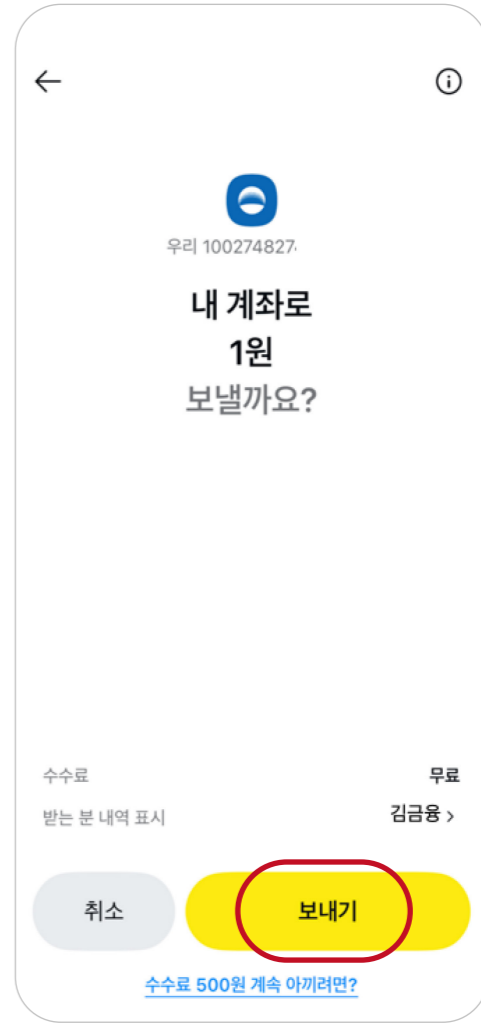 우리 100274827
내 계좌로
1원
보낼까요?
수수료 무료
받는 분 내역 표시 김금융 >
취소 보내기
수수료 500원 계속 아끼려면?